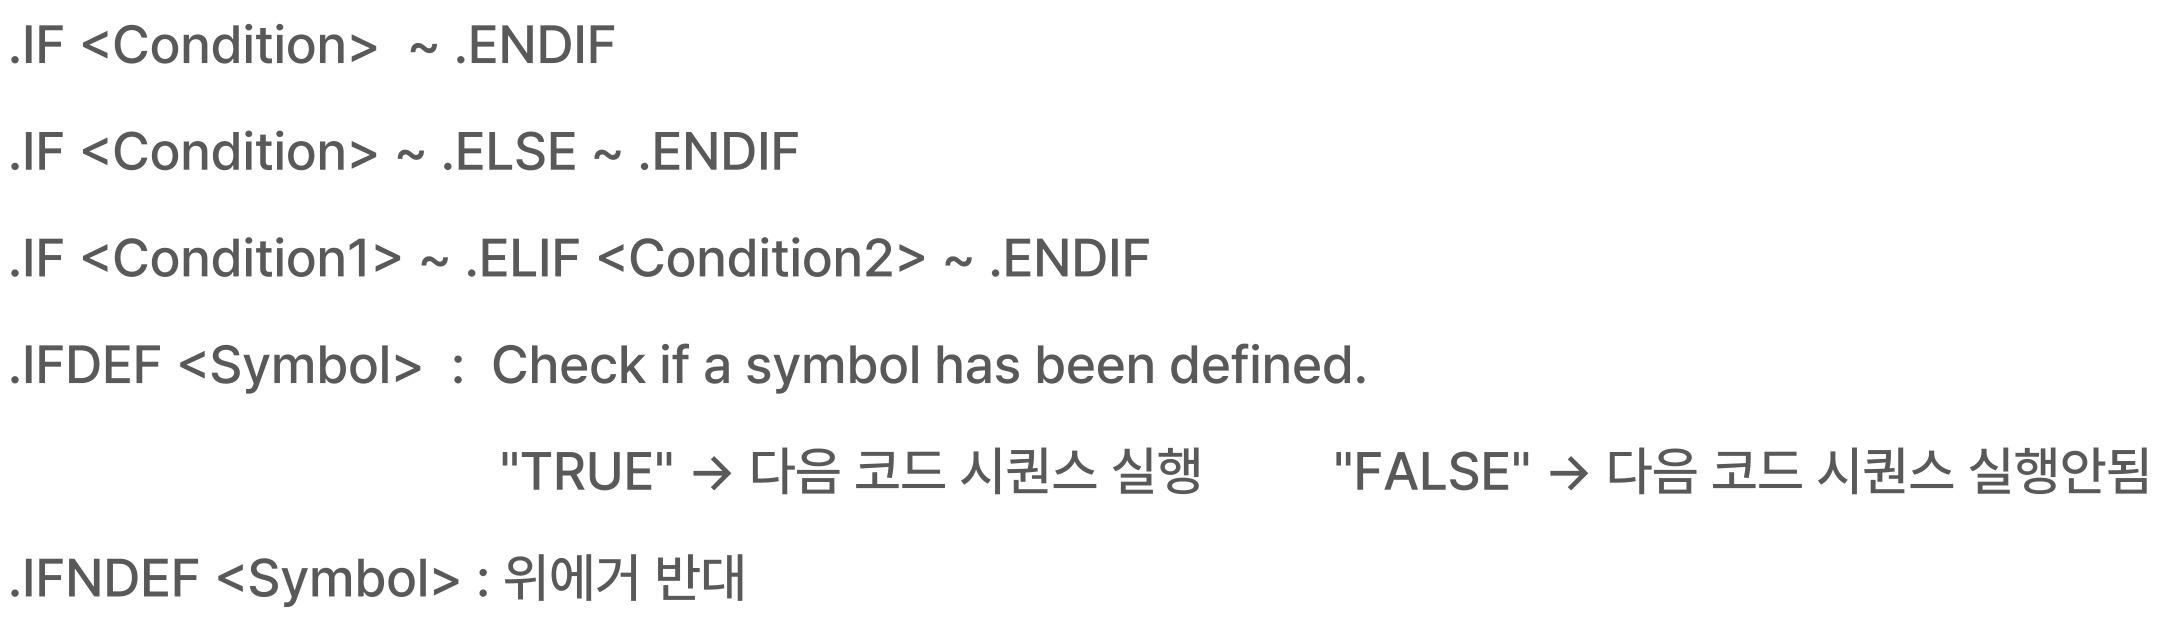 .IF <Condition>  ~ .ENDIF
.IF <Condition> ~ .ELSE ~ .ENDIF
.IF <Condition1> ~ .ELIF <Condition2> ~ .ENDIF
.IFDEF <Symbol>  :  Check if a symbol has been defined.
"TRUE" → 다음 코드 시퀀스 실행          "FALSE" → 다음 코드 시퀀스 실행안됨
.IFNDEF <Symbol> : 위에거 반대